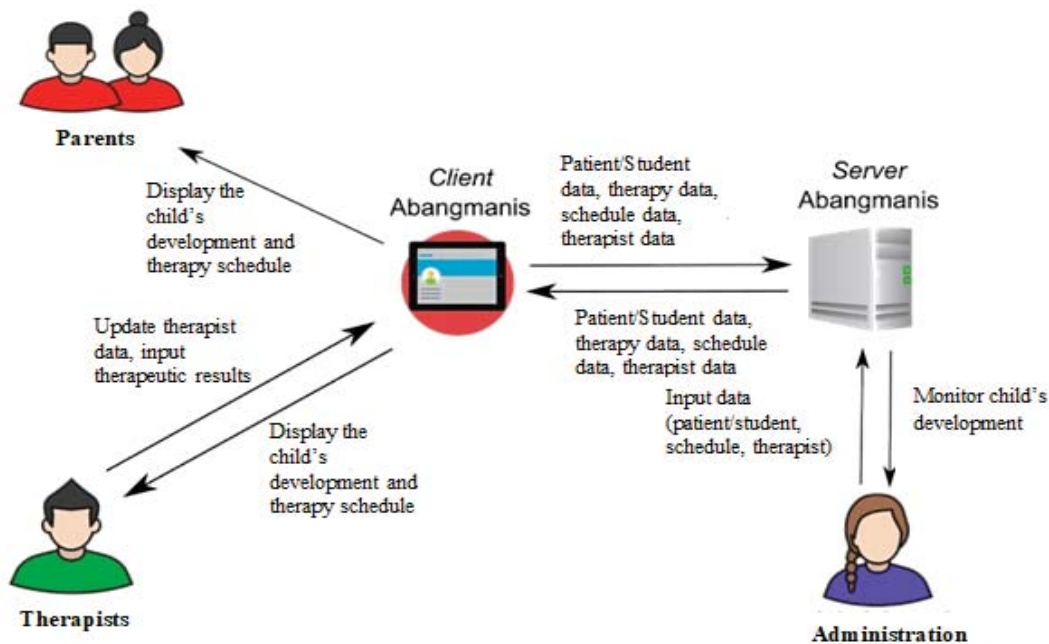 Parents
Display the
child's
development and
therapy schedule
Client
Abangmanis
Patient/Student
data, therapy data,
schedule data,
therapist data
Server
Abangmanis
Update therapist
data, input
therapeutic results
Patient/Student data,
therapy data, schedule
data, therapist data
Display the
child's
development and
therapy schedule
Input data
(patient/student,
schedule, therapist)
Monitor child's
development
Therapists
Administration